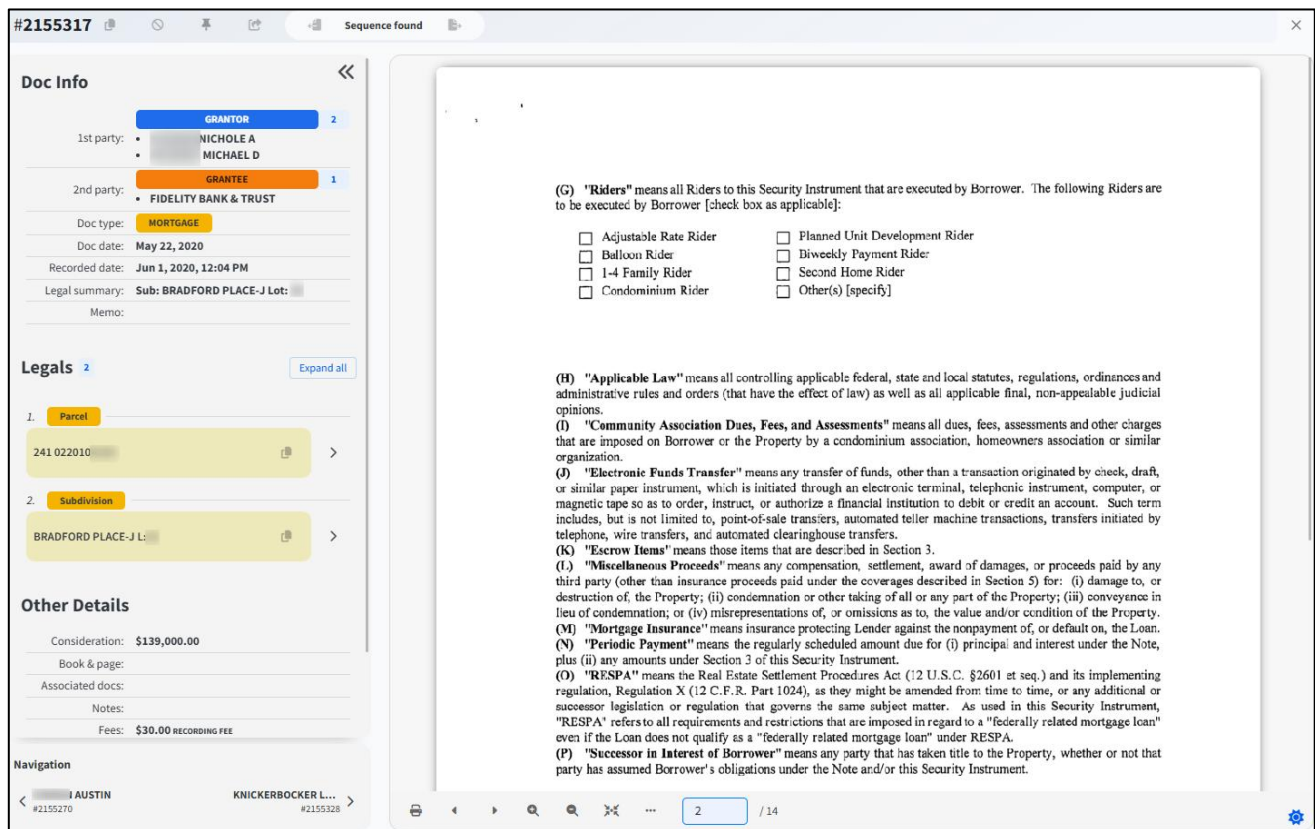 #2155317
Sequence found
Doc Info
GRANTOR 2
1st party: • NICHOLE A
• MICHAEL D
GRANTEE 1
2nd party: • FIDELITY BANK & TRUST
Doc type: MORTGAGE
Doc date: May 22, 2020
Recorded date: Jun 1, 2020, 12:04 PM
Legal summary: Sub: BRADFORD PLACE-J Lot:
Memo:
Legals 2 Expand all
1. Parcel
241 022010
2. Subdivision
BRADFORD PLACE-J L:
Other Details
Consideration: $139,000.00
Book & page:
Associated docs:
Notes:
Fees: $30.00 RECORDING FEE
Navigation
AUSTIN
#2155270
KNICKERBOCKER L...
#2155328
(G) "Riders" means all Riders to this Security Instrument that are executed by Borrower. The following Riders are
to be executed by Borrower [check box as applicable]:
Adjustable Rate Rider Planned Unit Development Rider
Balloon Rider Biweekly Payment Rider
1-4 Family Rider Second Home Rider
Condominium Rider Other(s) [specify]
(H) "Applicable Law" means all controlling applicable federal, state and local statutes, regulations, ordinances and
administrative rules and orders (that have the effect of law) as well as all applicable final, non-appealable judicial
opinions.
(I) "Community Association Dues, Fees, and Assessments" means all dues, fees, assessments and other charges
that are imposed on Borrower or the Property by a condominium association, homeowners association or similar
organization.
(J) "Electronic Funds Transfer" means any transfer of funds, other than a transaction originated by check, draft,
or similar paper instrument, which is initiated through an electronic terminal, telephonic instrument, computer, or
magnetic tape so as to order, instruct, or authorize a financial institution to debit or credit an account. Such term
includes, but is not limited to, point-of-sale transfers, automated teller machine transactions, transfers initiated by
telephone, wire transfers, and automated clearinghouse transfers.
(K) "Escrow Items" means those items that are described in Section 3.
(L) "Miscellaneous Proceeds" means any compensation, settlement, award of damages, or proceeds paid by any
third party (other than insurance proceeds paid under the coverages described in Section 5) for: (i) damage to, or
destruction of, the Property; (ii) condemnation or other taking of all or any part of the Property; (iii) conveyance in
lieu of condemnation; or (iv) misrepresentations of, or omissions as to, the value and/or condition of the Property.
(M) "Mortgage Insurance" means insurance protecting Lender against the nonpayment of, or default on, the Loan.
(N) "Periodic Payment" means the regularly scheduled amount due for (i) principal and interest under the Note,
plus (ii) any amounts under Section 3 of this Security Instrument.
(O) "RESPA" means the Real Estate Settlement Procedures Act (12 U.S.C. §2601 et seq.) and its implementing
regulation, Regulation X (12 C.F.R. Part 1024), as they might be amended from time to time, or any additional or
successor legislation or regulation that governs the same subject matter. As used in this Security Instrument,
"RESPA" refers to all requirements and restrictions that are imposed in regard to a "federally related mortgage loan"
even if the Loan does not qualify as a "federally related mortgage loan" under RESPA.
(P) "Successor in Interest of Borrower" means any party that has taken title to the Property, whether or not that
party has assumed Borrower's obligations under the Note and/or this Security Instrument.
2 / 14